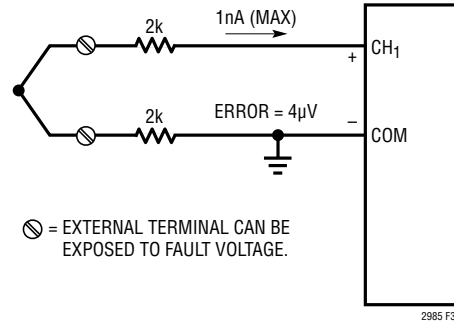 2k
1nA (MAX)
+
CH1
2k
ERROR = 4µV
–
COM
= EXTERNAL TERMINAL CAN BE
EXPOSED TO FAULT VOLTAGE.
2985 F3